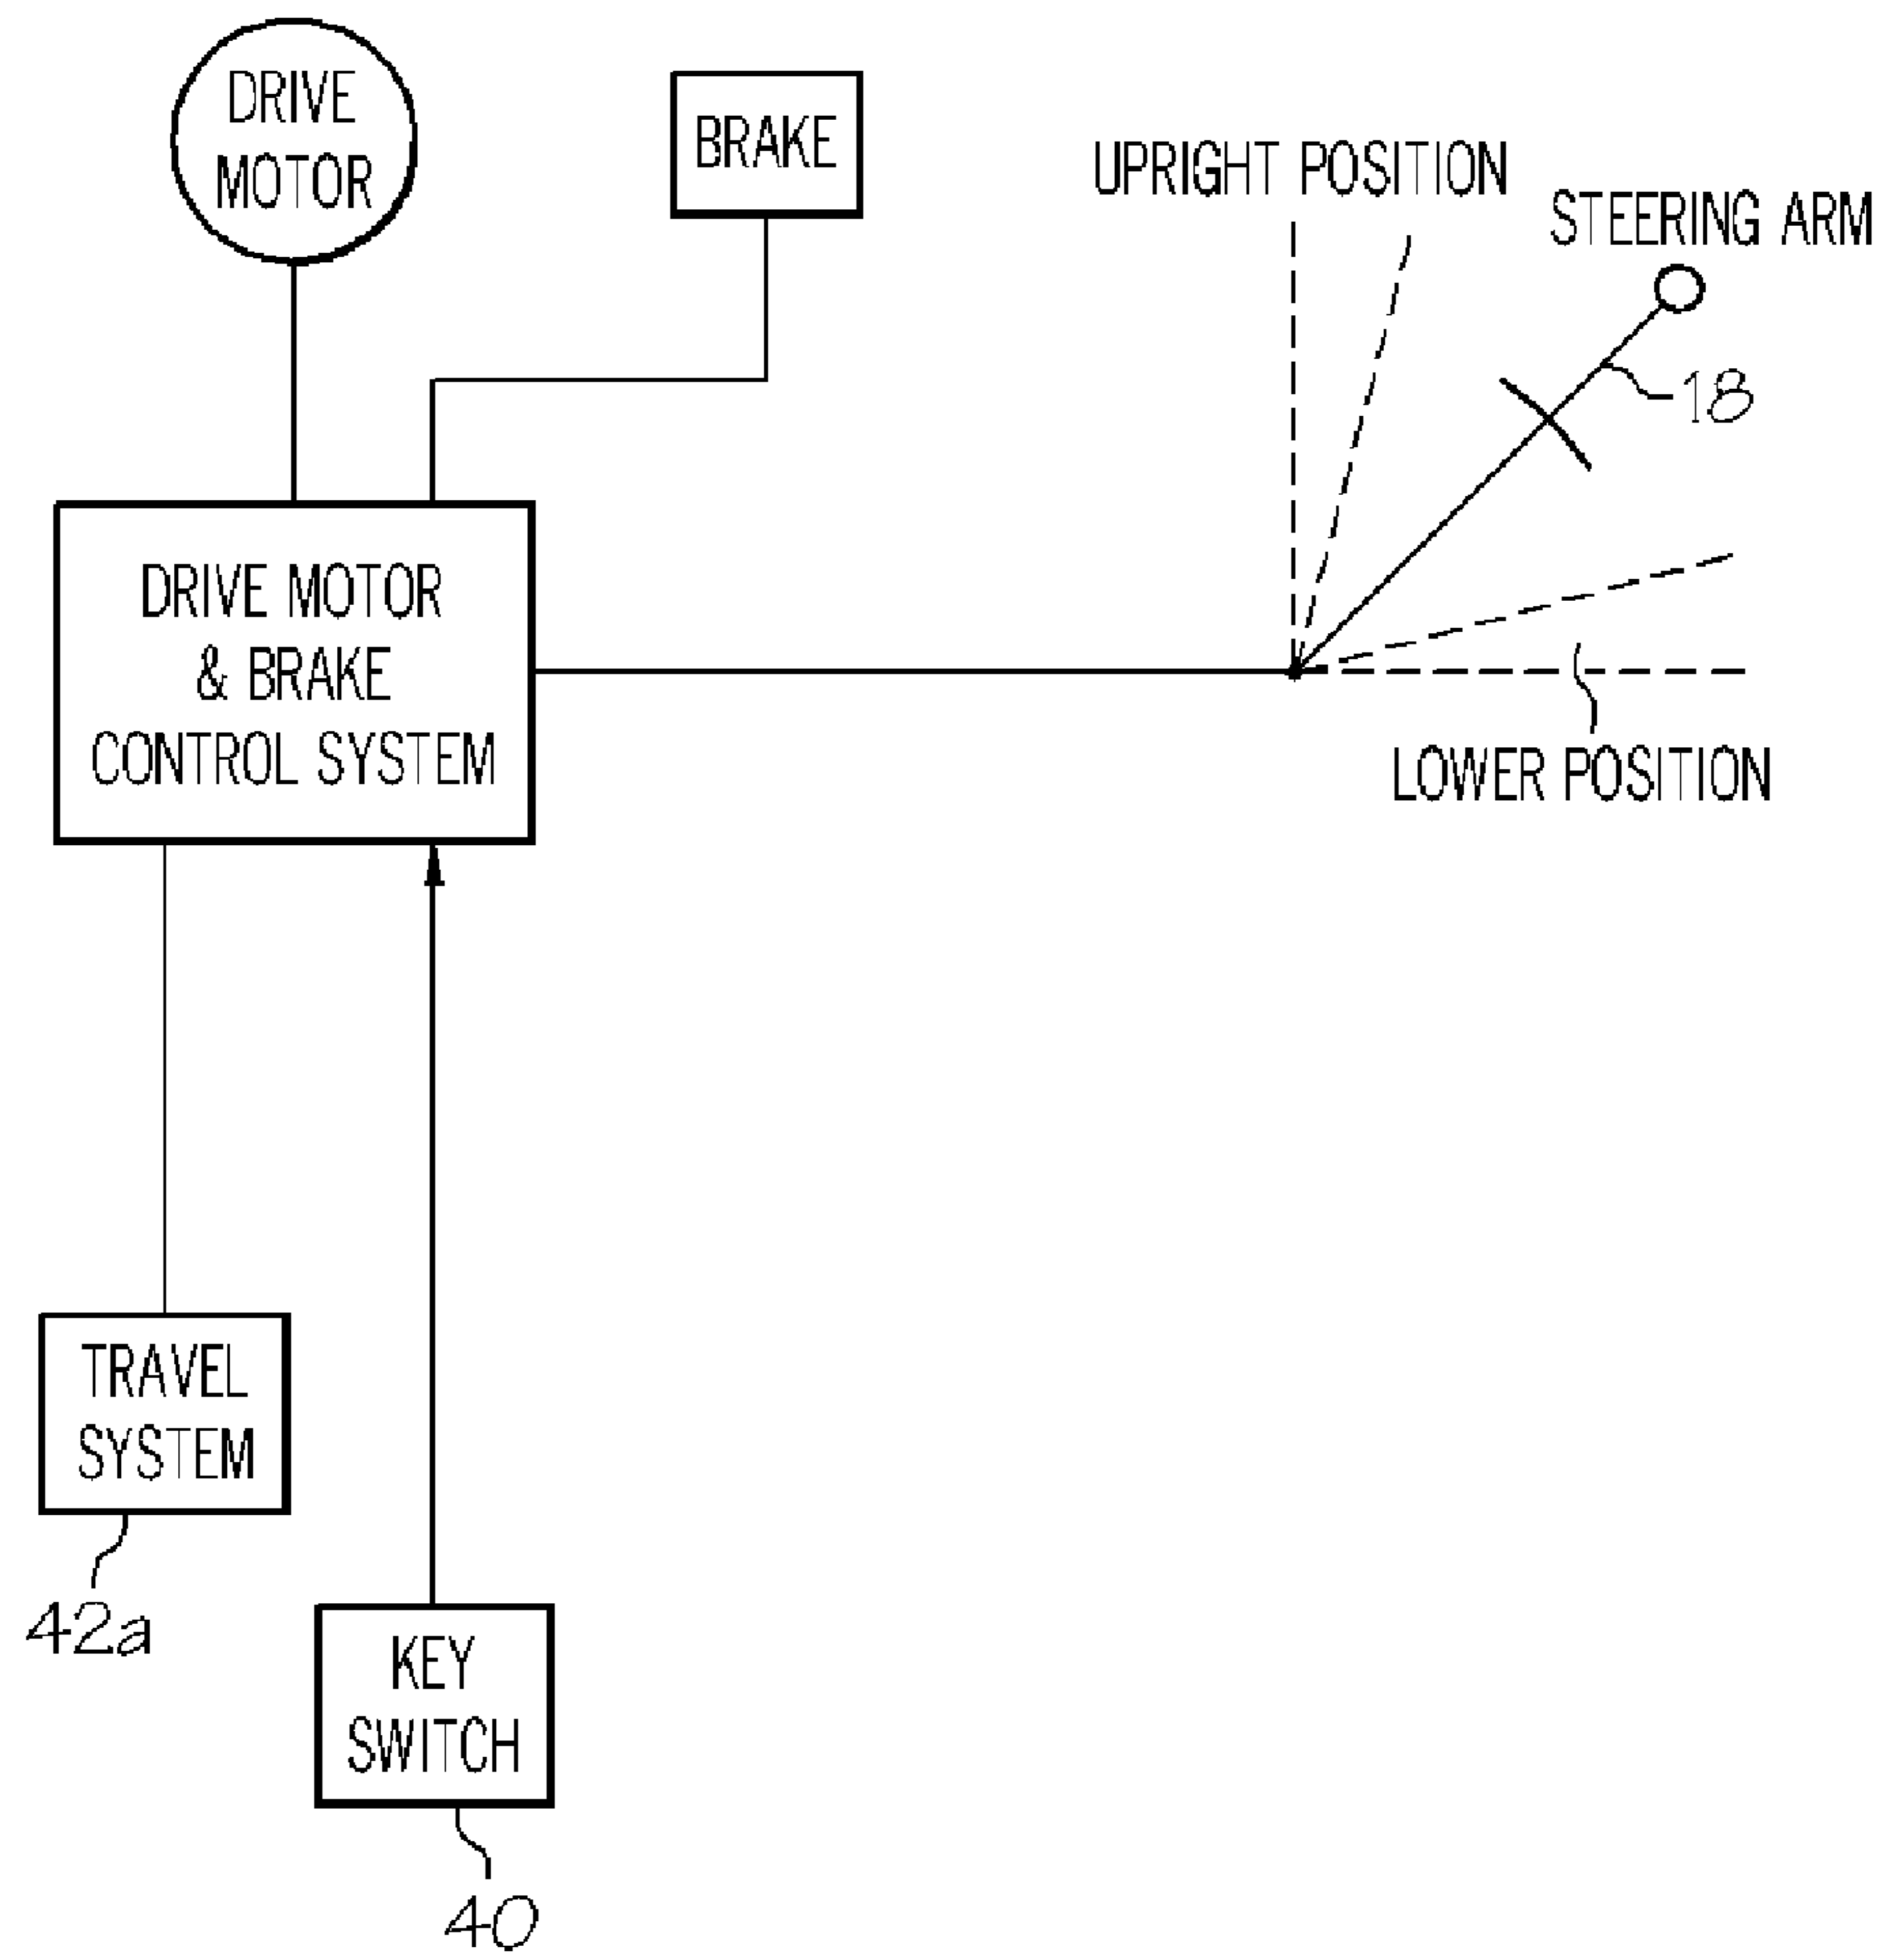 DRIVE
MOTOR
BRAKE
UPRIGHT POSITION
STEERING ARM
18
DRIVE MOTOR
& BRAKE
CONTROL SYSTEM
LOWER POSITION
TRAVEL
SYSTEM
42a
KEY
SWITCH
40